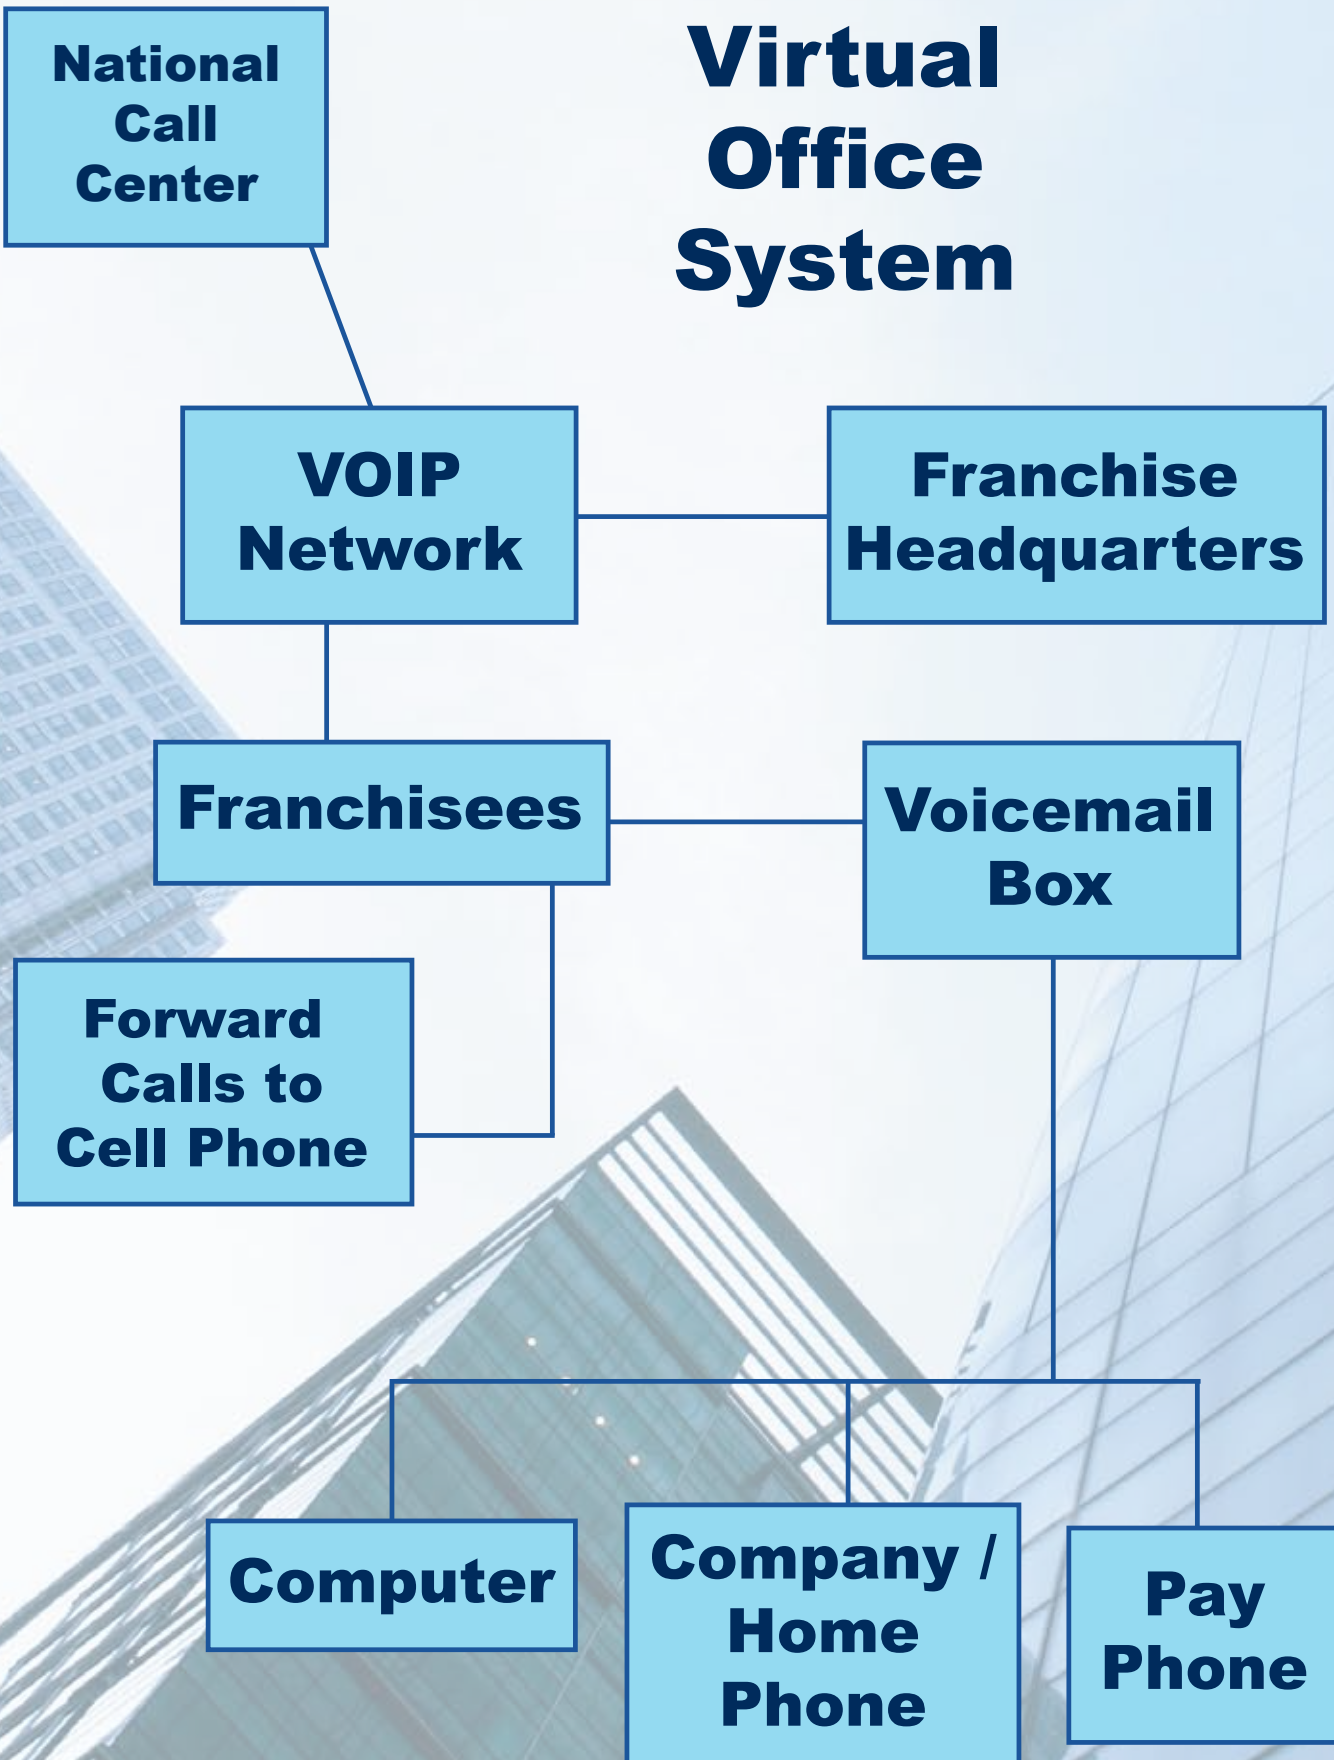 National
Call
Center
Virtual
Office
System
VOIP
Network
Franchise
Headquarters
Franchisees
Voicemail
Box
Forward
Calls to
Cell Phone
Computer
Company /
Home
Phone
Pay
Phone